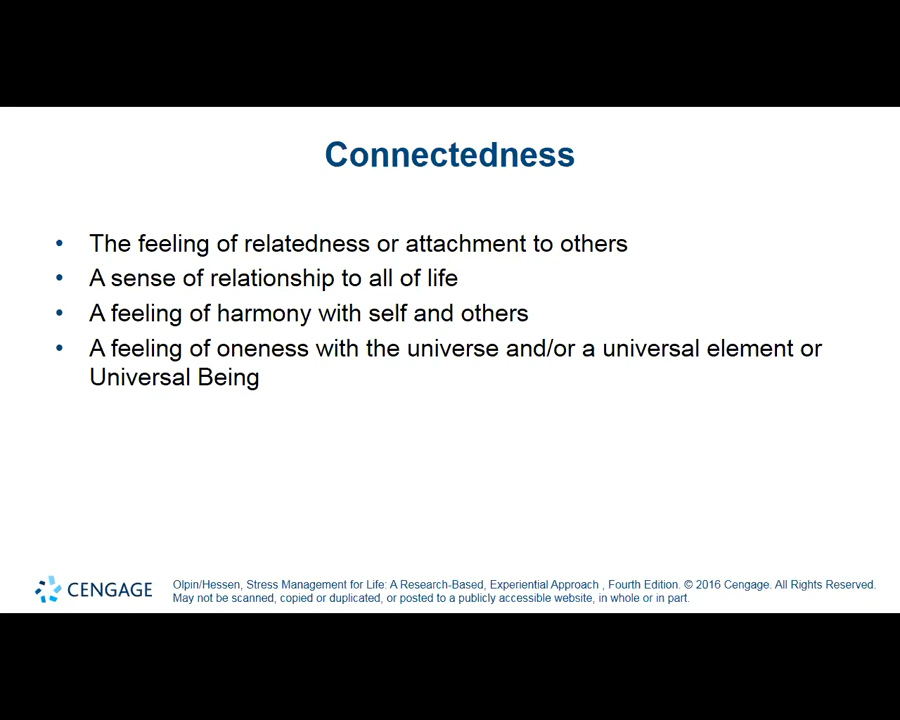 Connectedness
• The feeling of relatedness or attachment to others
• A sense of relationship to all of life
• A feeling of harmony with self and others
• A feeling of oneness with the universe and/or a universal element or
Universal Being
CENGAGE
Olpin/Hessen, Stress Management for Life: A Research-Based, Experiential Approach , Fourth Edition. © 2016 Cengage. All Rights Reserved.
May not be scanned, copied or duplicated, or posted to a publicly accessible website, in whole or in part.